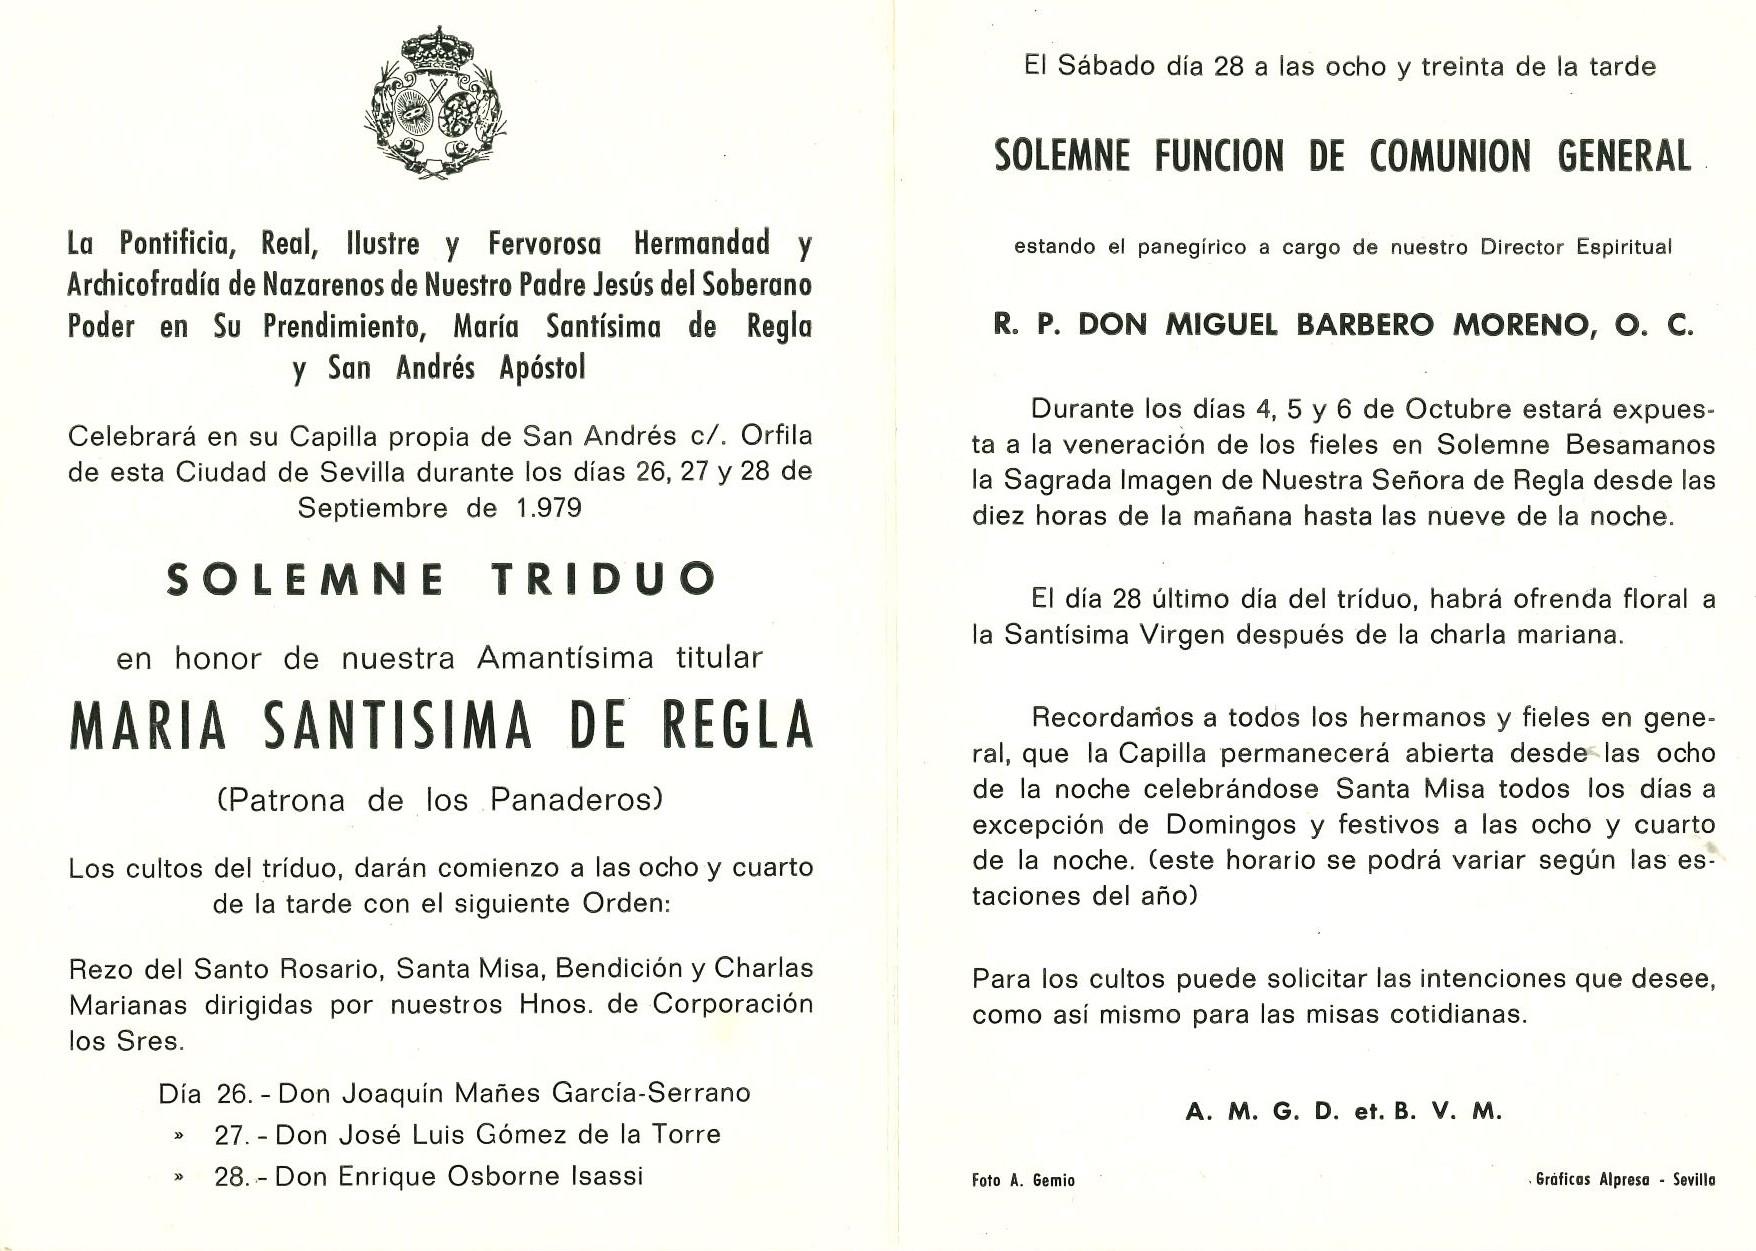 La Pontificia, Real, Ilustre y Fervorosa Hermandad y
Archicofradía de Nazarenos de Nuestro Padre Jesús del Soberano
Poder en Su Prendimiento, María Santísima de Regla
y San Andrés Apóstol
Celebrará en su Capilla propia de San Andrés c/. Orfila
de esta Ciudad de Sevilla durante los días 26, 27 y 28 de
Septiembre de 1.979
SOLEMNE TRIDUO
en honor de nuestra Amantísima titular
MARIA SANTISIMA DE REGLA
(Patrona de los Panaderos)
Los cultos del tríduo, darán comienzo a las ocho y cuarto
de la tarde con el siguiente Orden:
Rezo del Santo Rosario, Santa Misa, Bendición y Charlas
Marianas dirigidas por nuestros Hnos. de Corporación
los Sres.
Día 26. - Don Joaquín Mañes García-Serrano
» 27. - Don José Luis Gómez de la Torre
» 28. - Don Enrique Osborne Isassi
El Sábado día 28 a las ocho y treinta de la tarde
SOLEMNE FUNCION DE COMUNION GENERAL
estando el panegírico a cargo de nuestro Director Espiritual
R. P. DON MIGUEL BARBERO MORENO, O. C.
Durante los días 4, 5 y 6 de Octubre estará expues-
ta a la veneración de los fieles en Solemne Besamanos
la Sagrada Imagen de Nuestra Señora de Regla desde las
diez horas de la mañana hasta las nueve de la noche.
El día 28 último día del tríduo, habrá ofrenda floral a
la Santísima Virgen después de la charla mariana.
Recordamos a todos los hermanos y fieles en gene-
ral, que la Capilla permanecerá abierta desde las ocho
de la noche celebrándose Santa Misa todos los días a
excepción de Domingos y festivos a las ocho y cuarto
de la noche. (este horario se podrá variar según las es-
taciones del año)
Para los cultos puede solicitar las intenciones que desee,
como así mismo para las misas cotidianas.
A. M. G. D. et. B. V. M.
Foto A. Gemio
Gráficas Alpresa - Sevilla